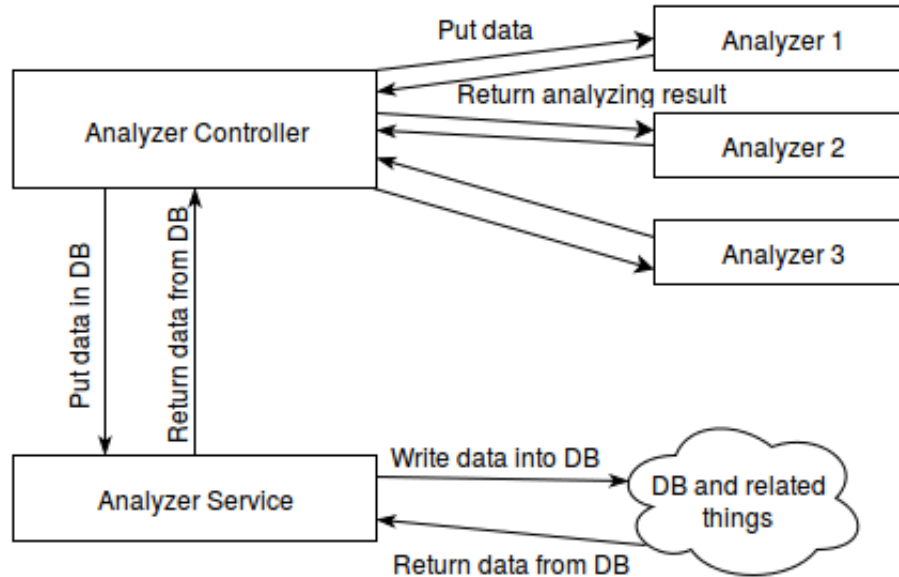 Put data
Analyzer 1
Return analyzing result
Analyzer Controller
Analyzer 2
Analyzer 3
Put data in DB
Return data from DB
Write data into DB
Analyzer Service
DB and related
things
Return data from DB